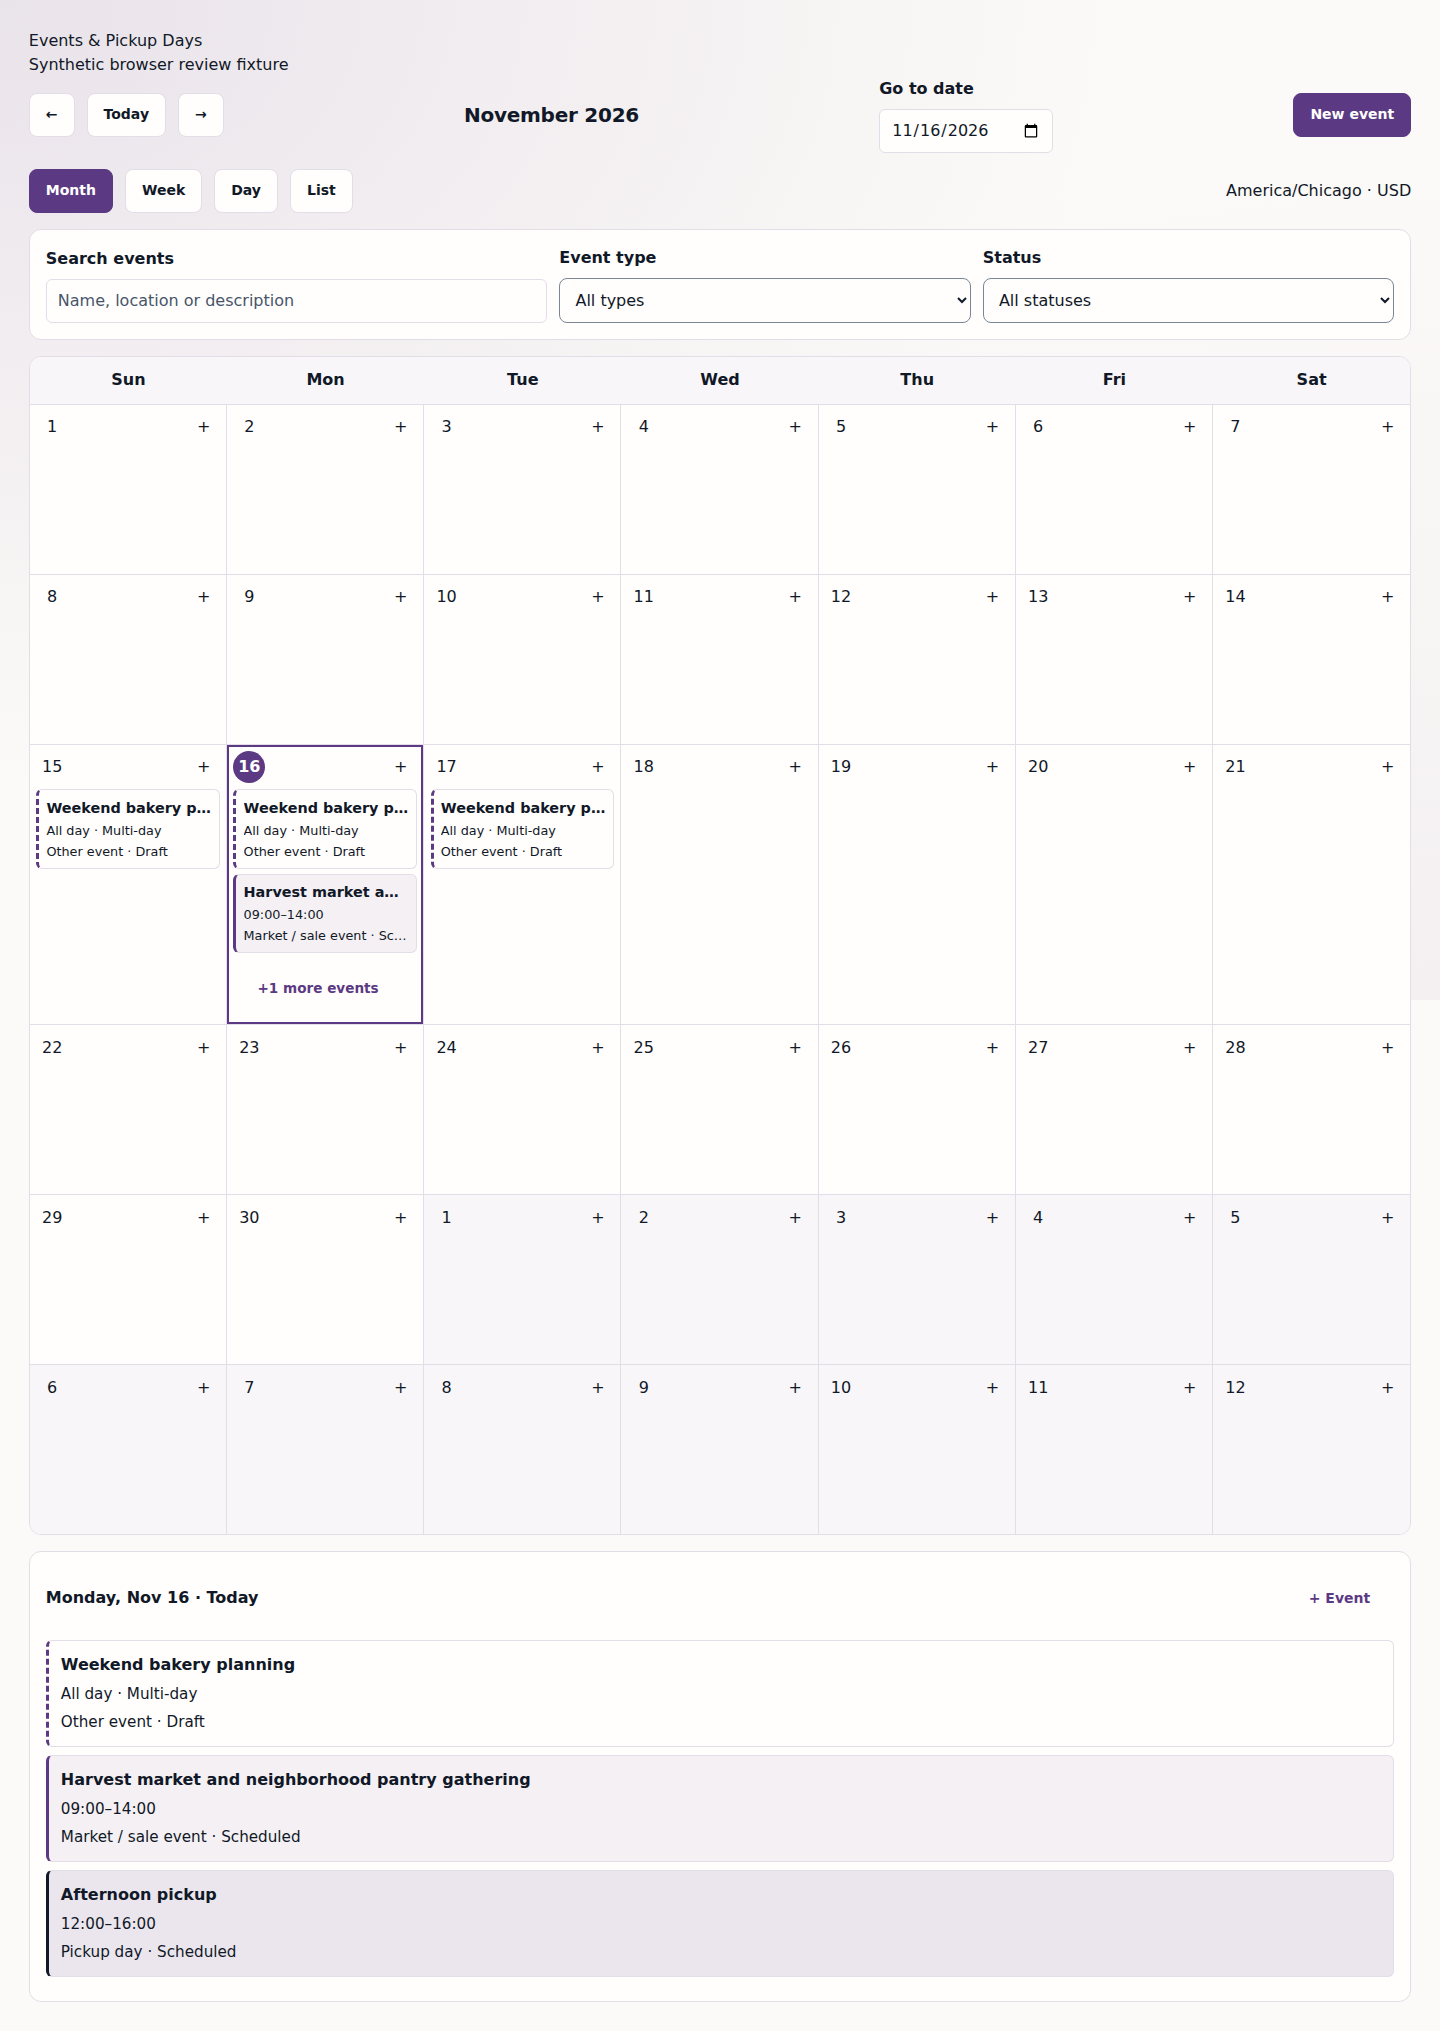 Events & Pickup Days
Synthetic browser review fixture
Go to date
← Today → November 2026 11/16/2026 New event
Month Week Day List America/Chicago · USD
Search events Event type Status
Name, location or description All types All statuses
Sun Mon Tue Wed Thu Fri Sat
1 + 2 + 3 + 4 + 5 + 6 + 7 +
8 + 9 + 10 + 11 + 12 + 13 + 14 +
15 + 16 + 17 + 18 + 19 + 20 + 21 +
Weekend bakery p… Weekend bakery p… Weekend bakery p…
All day · Multi-day All day · Multi-day All day · Multi-day
Other event · Draft Other event · Draft Other event · Draft
Harvest market a…
09:00–14:00
Market / sale event · Sc…
+1 more events
22 + 23 + 24 + 25 + 26 + 27 + 28 +
29 + 30 + 1 + 2 + 3 + 4 + 5 +
6 + 7 + 8 + 9 + 10 + 11 + 12 +
Monday, Nov 16 · Today + Event
Weekend bakery planning
All day · Multi-day
Other event · Draft
Harvest market and neighborhood pantry gathering
09:00–14:00
Market / sale event · Scheduled
Afternoon pickup
12:00–16:00
Pickup day · Scheduled